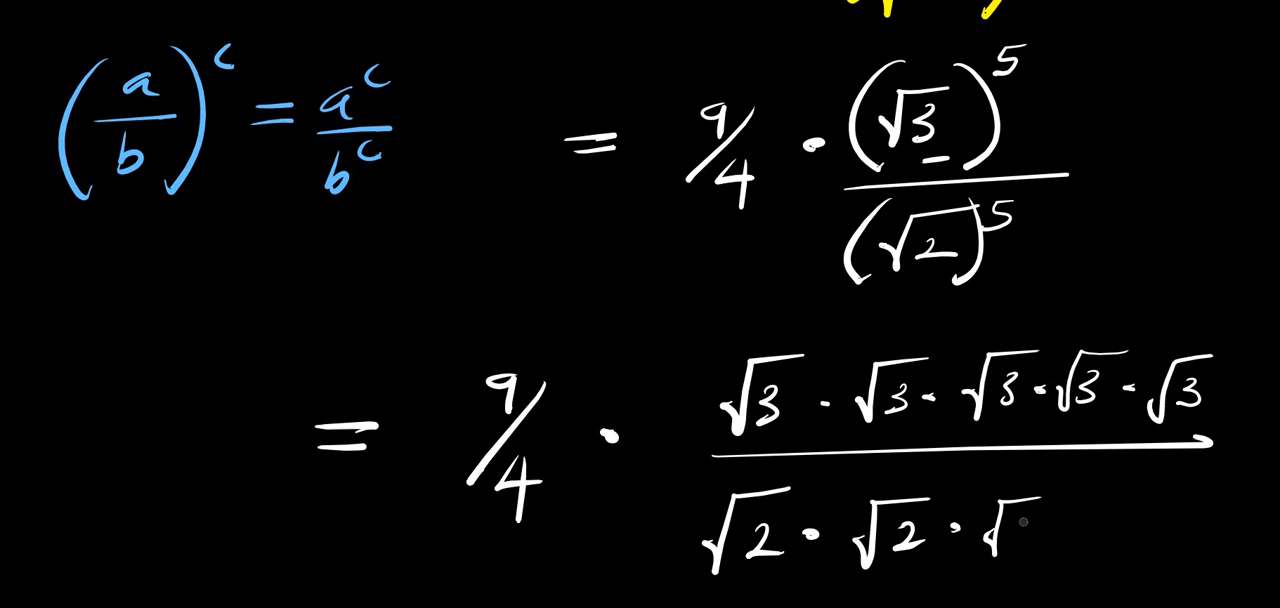 (a/b)^c = a^c/b^c
= 9/4 · (√3)^5/(√2)^5
= 9/4 · √3 · √3 · √3 · √3 · √3
√2 · √2 · √